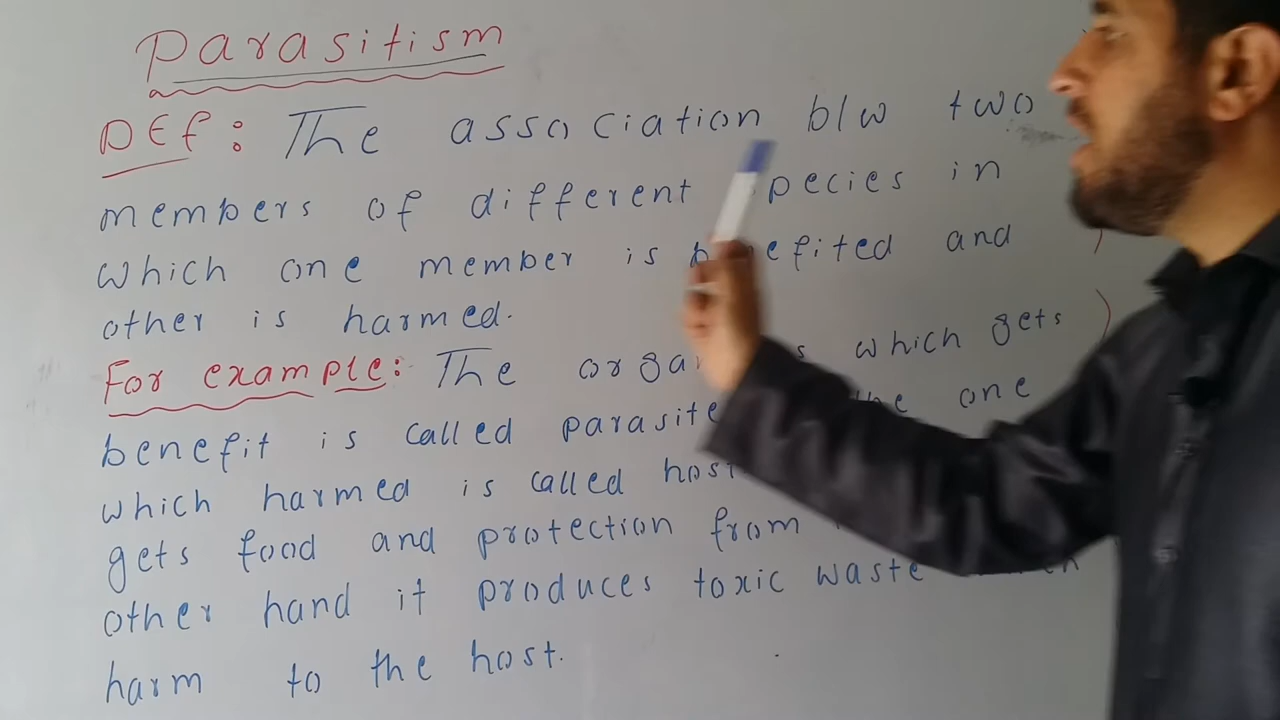 Parasitism
DEf: The association b/w two
members of different species in
which one member is benefited and
other is harmed.
For example: The which gets
benefit is called parasite one
which harmed is called host
gets food and protection from
other hand it produces toxic waste
harm to the host.